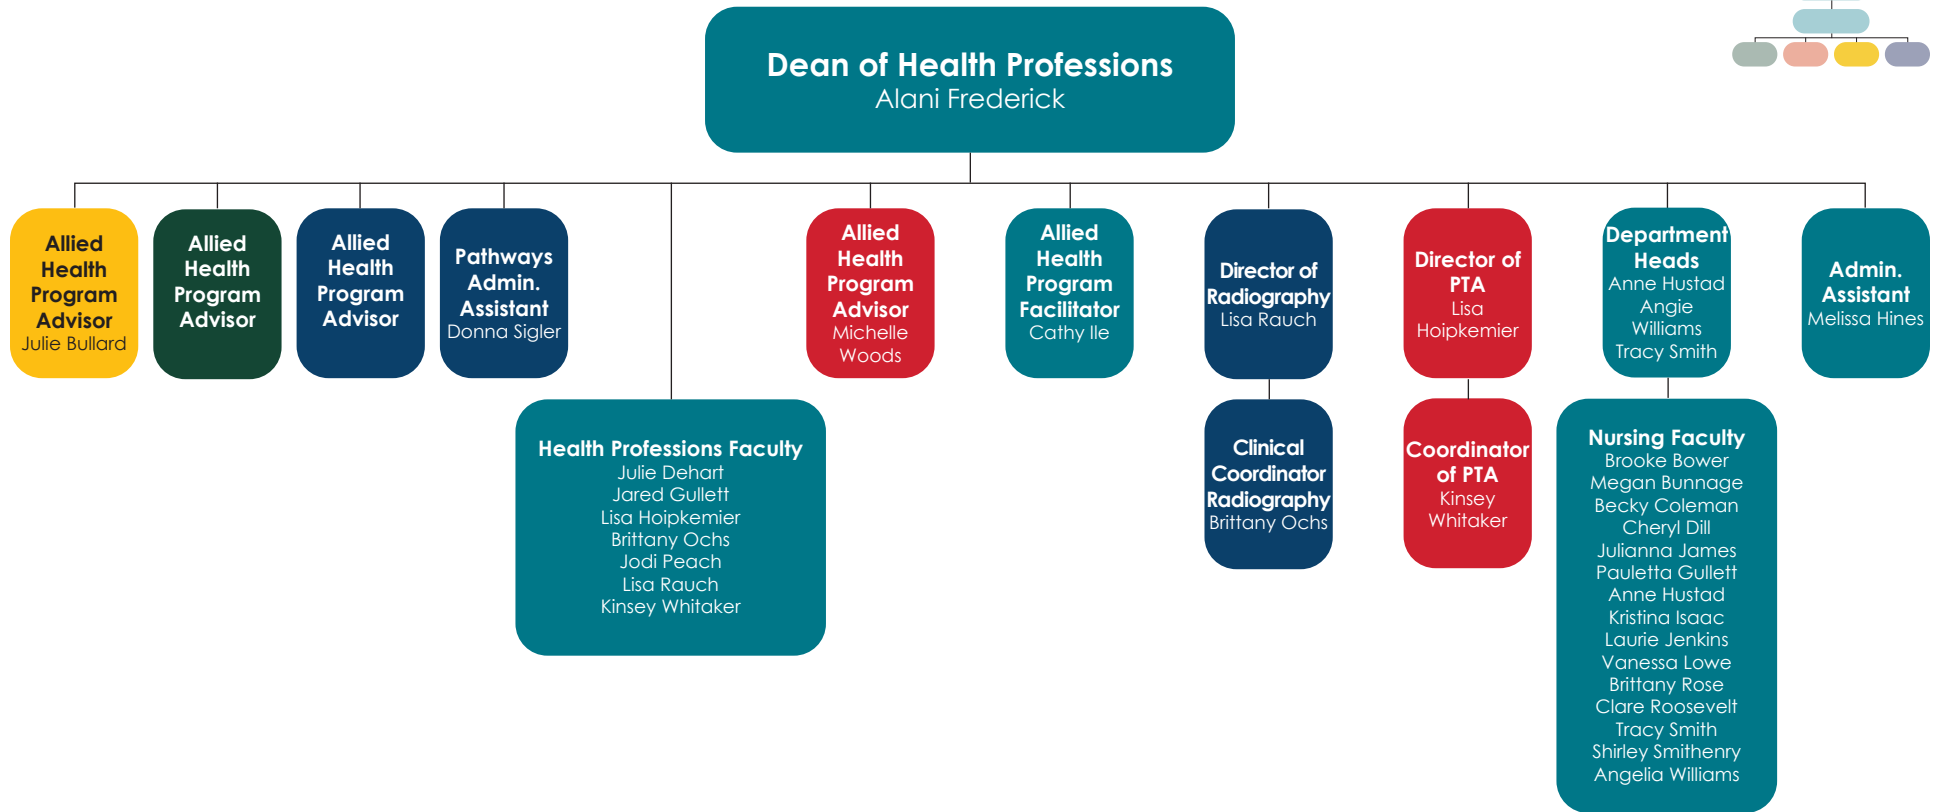 Dean of Health Professions
Alani Frederick
Allied
Health
Program
Advisor
Julie Bullard
Allied
Health
Program
Advisor
Allied
Health
Program
Advisor
Pathways
Admin.
Assistant
Donna Sigler
Health Professions Faculty
Julie Dehart
Jared Gullett
Lisa Hoipkemier
Brittany Ochs
Jodi Peach
Lisa Rauch
Kinsey Whitaker
Allied
Health
Program
Advisor
Michelle
Woods
Allied
Health
Program
Facilitator
Cathy Ile
Director of
Radiography
Lisa Rauch
Clinical
Coordinator
Radiography
Brittany Ochs
Director of
PTA
Lisa
Hoipkemier
Coordinator
of PTA
Kinsey
Whitaker
Department
Heads
Anne Hustad
Angie
Williams
Tracy Smith
Nursing Faculty
Brooke Bower
Megan Bunnage
Becky Coleman
Cheryl Dill
Julianna James
Pauletta Gullett
Anne Hustad
Kristina Isaac
Laurie Jenkins
Vanessa Lowe
Brittany Rose
Clare Roosevelt
Tracy Smith
Shirley Smithenry
Angelia Williams
Admin.
Assistant
Melissa Hines